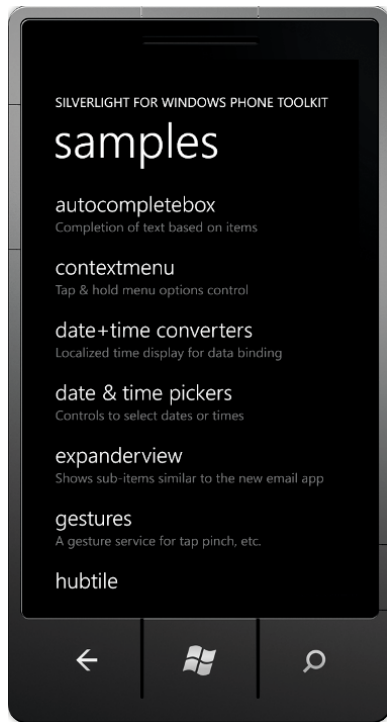 SILVERLIGHT FOR WINDOWS PHONE TOOLKIT
samples
autocompletebox
Completion of text based on items
contextmenu
Tap & hold menu options control
date+time converters
Localized time display for data binding
date & time pickers
Controls to select dates or times
expanderview
Shows sub-items similar to the new email app
gestures
A gesture service for tap pinch, etc.
hubtile